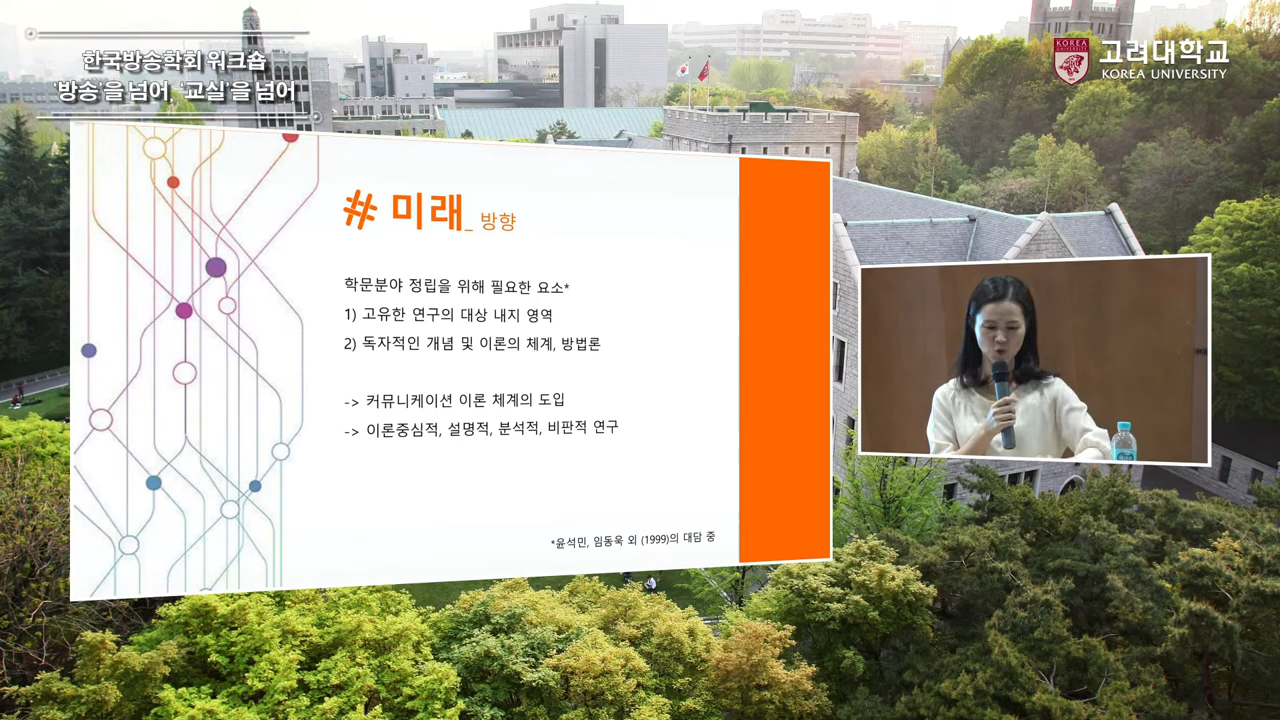 한국방송학회 워크숍
'방송'을 넘어, '교실'을 넘어
KOREA
UNIVERSITY
고려대학교
KOREA UNIVERSITY
# 미래_ 방향
학문분야 정립을 위해 필요한 요소*
1) 고유한 연구의 대상 내지 영역
2) 독자적인 개념 및 이론의 체계, 방법론
-> 커뮤니케이션 이론 체계의 도입
-> 이론중심적, 설명적, 분석적, 비판적 연구
*윤석민, 임동욱 외 (1999)의 대담 중